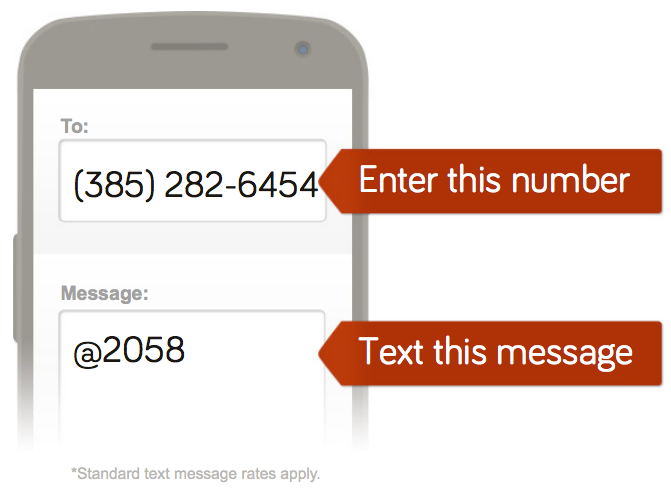 To:
(385) 282-6454
Enter this number
Message:
@2058
Text this message
*Standard text message rates apply.